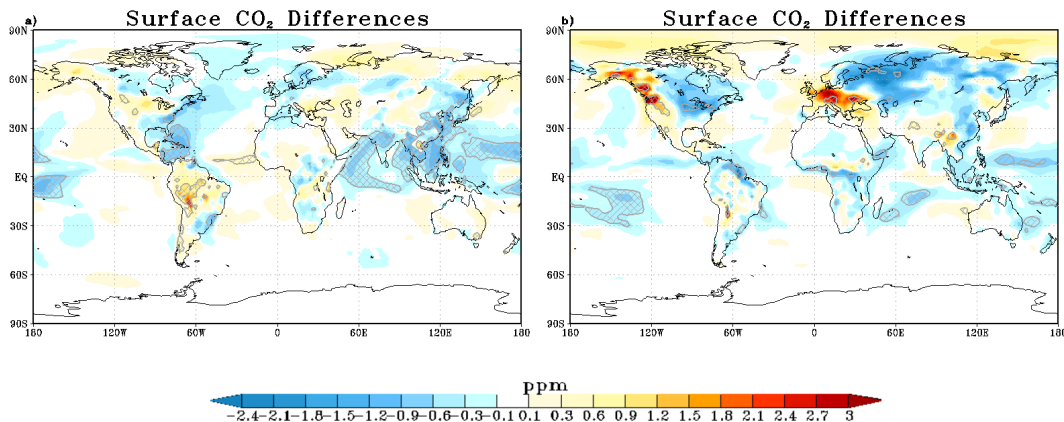 a) Surface CO₂ Differences
90N
60N
30N
EQ
30S
60S
90S
180 120W 60W 0 60E 120E 180
b) Surface CO₂ Differences
90N
60N
30N
EQ
30S
60S
90S
180 120W 60W 0 60E 120E 180
ppm
-2.4 -2.1 -1.8 -1.5 -1.2 -0.9 -0.6 -0.3 -0.1 0.1 0.3 0.6 0.9 1.2 1.5 1.8 2.1 2.4 2.7 3